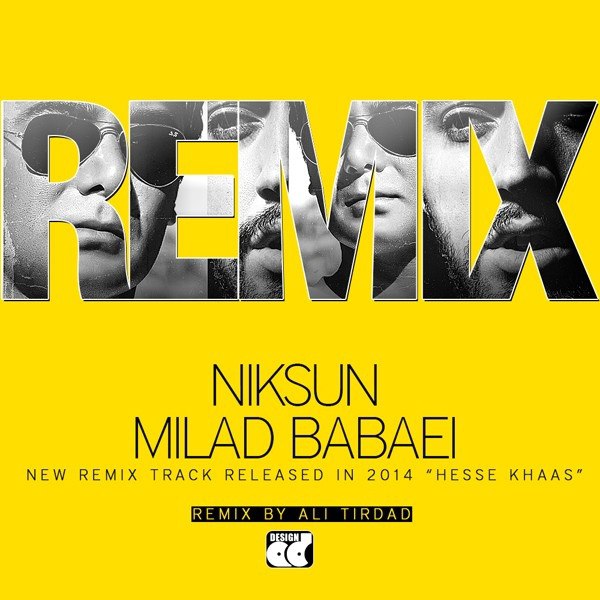 REMIX
NIKSUN
MILAD BABAEI
NEW REMIX TRACK RELEASED IN 2014 “HESSE KHAAS”
REMIX BY ALI TIRDAD
DESIGN